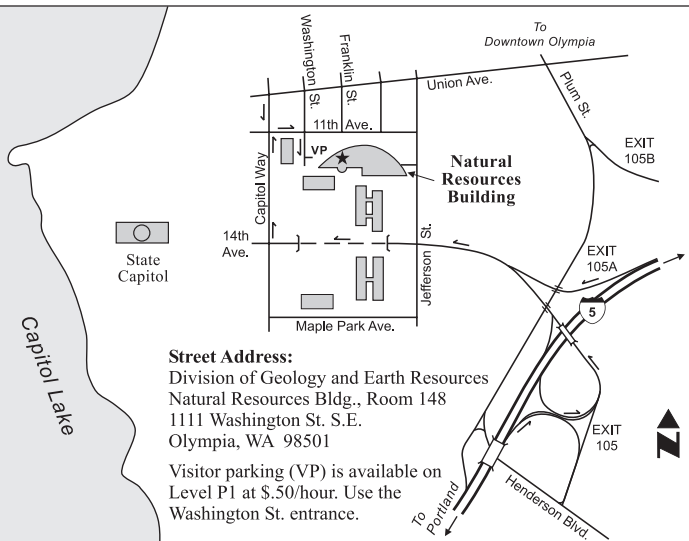 To
Downtown Olympia
Washington
St.
Franklin
St.
Union Ave.
Plum St.
11th Ave.
EXIT
105B
VP
Natural
Resources
Building
Capitol Way
14th
Ave.
State
Capitol
Jefferson St.
EXIT
105A
5
Maple Park Ave.
Capitol Lake
Street Address:
Division of Geology and Earth Resources
Natural Resources Bldg., Room 148
1111 Washington St. S.E.
Olympia, WA 98501
Visitor parking (VP) is available on
Level P1 at $.50/hour. Use the
Washington St. entrance.
EXIT
105
N
To
Portland
Henderson Blvd.